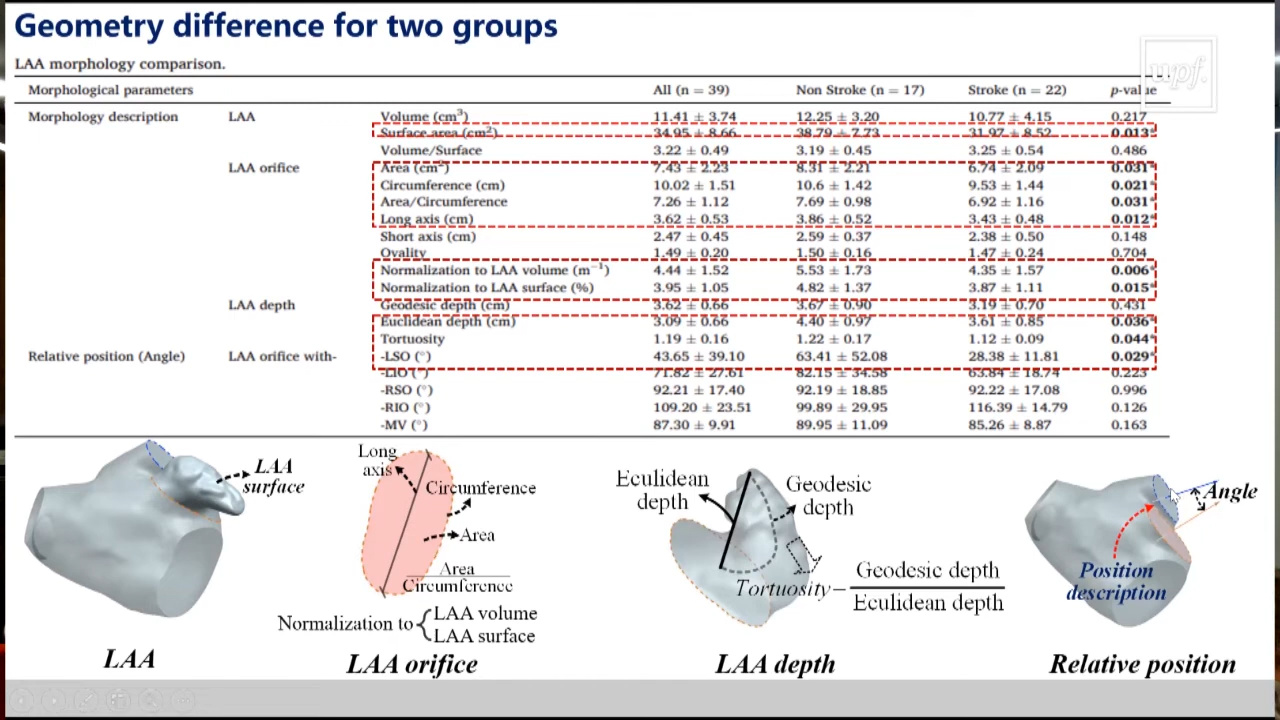 Geometry difference for two groups
upf.
LAA morphology comparison.
Morphological parameters All (n = 39) Non Stroke (n = 17) Stroke (n = 22) p-value
Morphology description LAA Volume (cm³) 11.41 ± 3.74 12.25 ± 3.20 10.77 ± 4.15 0.217
Surface area (cm²) 34.95 ± 8.66 38.79 ± 7.73 31.97 ± 8.52 0.013*
Volume/Surface 3.22 ± 0.49 3.19 ± 0.45 3.25 ± 0.54 0.486
LAA orifice Area (cm²) 7.43 ± 2.23 8.31 ± 2.21 6.74 ± 2.09 0.031*
Circumference (cm) 10.02 ± 1.51 10.6 ± 1.42 9.53 ± 1.44 0.021*
Area/Circumference 7.26 ± 1.12 7.69 ± 0.98 6.92 ± 1.16 0.031*
Long axis (cm) 3.62 ± 0.53 3.86 ± 0.52 3.43 ± 0.48 0.012*
Short axis (cm) 2.47 ± 0.45 2.59 ± 0.37 2.38 ± 0.50 0.148
Ovality 1.49 ± 0.20 1.50 ± 0.16 1.47 ± 0.24 0.704
Normalization to LAA volume (m⁻¹) 4.44 ± 1.52 5.53 ± 1.73 4.35 ± 1.57 0.006*
Normalization to LAA surface (%) 3.95 ± 1.05 4.82 ± 1.37 3.87 ± 1.11 0.015*
LAA depth Geodesic depth (cm) 3.62 ± 0.66 3.67 ± 0.90 3.19 ± 0.70 0.431
Euclidean depth (cm) 3.09 ± 0.66 4.40 ± 0.97 3.61 ± 0.85 0.036*
Tortuosity 1.19 ± 0.16 1.22 ± 0.17 1.12 ± 0.09 0.044*
Relative position (Angle) LAA orifice with- -LSO (°) 43.65 ± 39.10 63.41 ± 52.08 28.38 ± 11.81 0.029*
-LIO (°) 71.82 ± 27.61 82.15 ± 34.58 63.84 ± 18.74 0.223
-RSO (°) 92.21 ± 17.40 92.19 ± 18.85 92.22 ± 17.08 0.996
-RIO (°) 109.20 ± 23.51 99.89 ± 29.95 116.39 ± 14.79 0.126
-MV (°) 87.30 ± 9.91 89.95 ± 11.09 85.26 ± 8.87 0.163
LAA
surface
LAA
Long
axis
Circumference
Area
Area
Circumference
Normalization to { LAA volume
LAA surface
LAA orifice
Eculidean
depth
Geodesic
depth
Tortuosity – Geodesic depth
Eculidean depth
LAA depth
Angle
Position
description
Relative position